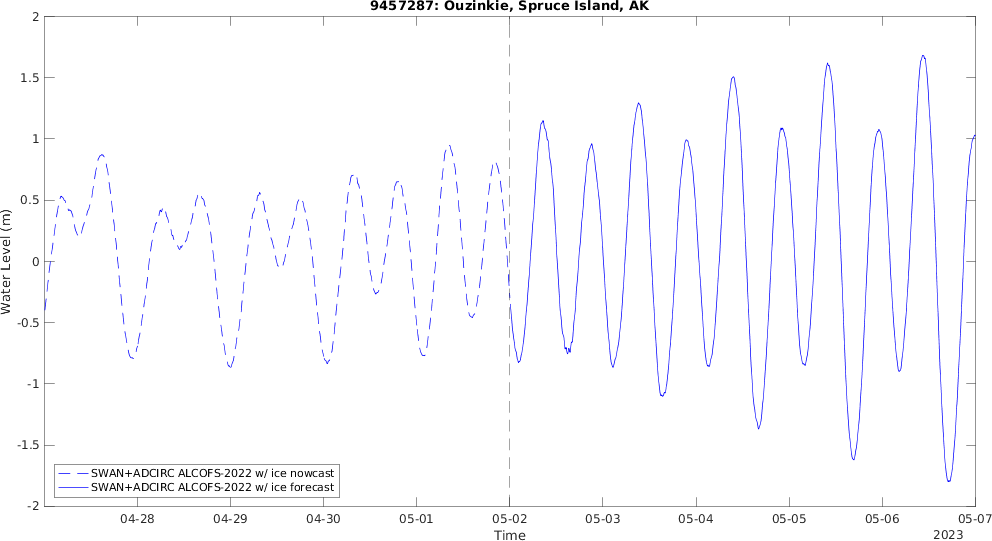 9457287: Ouzinkie, Spruce Island, AK
2
1.5
1
0.5
0
-0.5
-1
-1.5
-2
Water Level (m)
SWAN+ADCIRC ALCOFS-2022 w/ ice nowcast
SWAN+ADCIRC ALCOFS-2022 w/ ice forecast
04-28 04-29 04-30 05-01 05-02 05-03 05-04 05-05 05-06 05-07
Time
2023